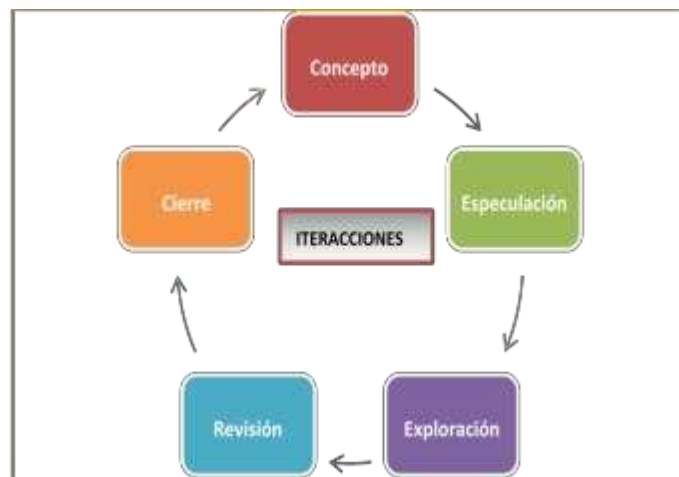 Concepto
Especulación
Exploración
Revisión
Cierre
ITERACCIONES